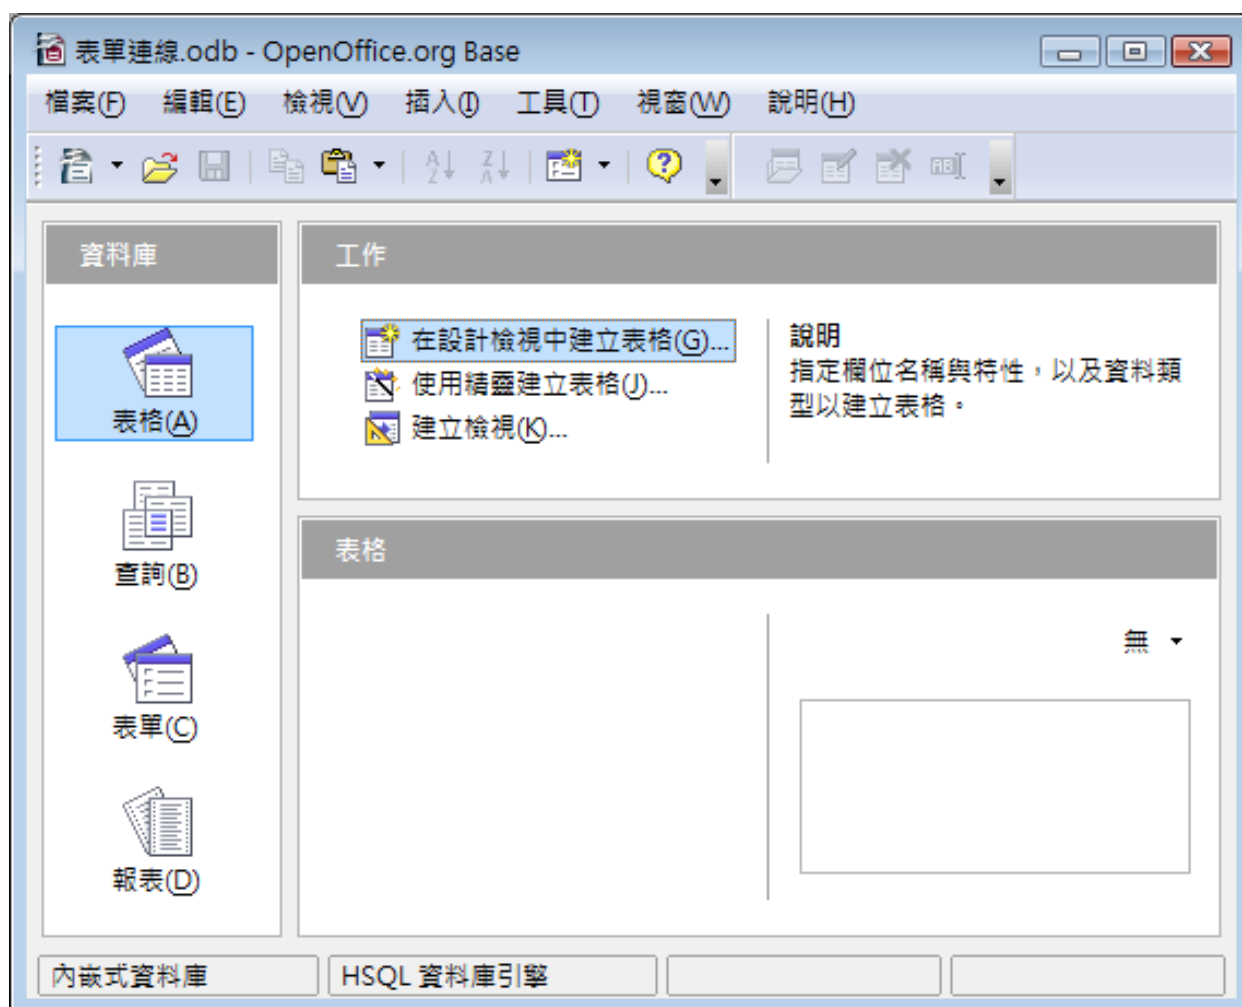 表單連線.odb - OpenOffice.org Base
檔案(F) 編輯(E) 檢視(V) 插入(I) 工具(T) 視窗(W) 說明(H)
資料庫
表格(A)
查詢(B)
表單(C)
報表(D)
工作
在設計檢視中建立表格(G)...
使用精靈建立表格(J)...
建立檢視(K)...
說明
指定欄位名稱與特性，以及資料類
型以建立表格。
表格
無
內嵌式資料庫
HSQL 資料庫引擎